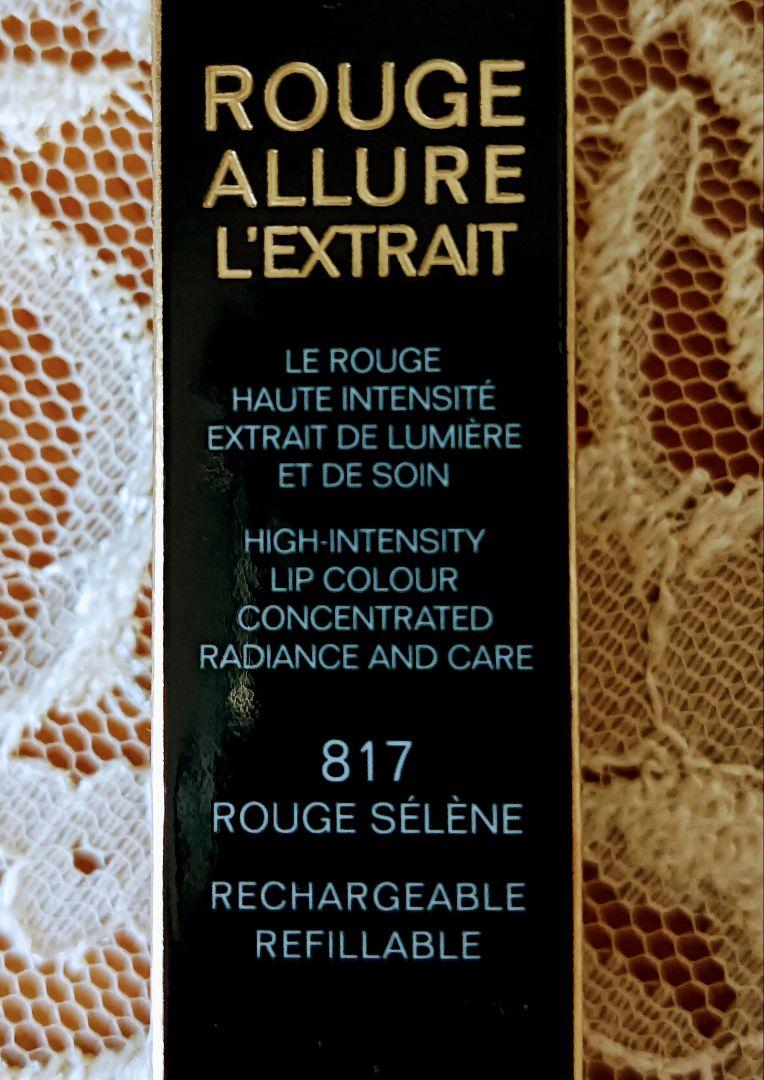 ROUGE
ALLURE
L'EXTRAIT
LE ROUGE
HAUTE INTENSITÉ
EXTRAIT DE LUMIÈRE
ET DE SOIN
HIGH-INTENSITY
LIP COLOUR
CONCENTRATED
RADIANCE AND CARE
817
ROUGE SÉLÈNE
RECHARGEABLE
REFILLABLE